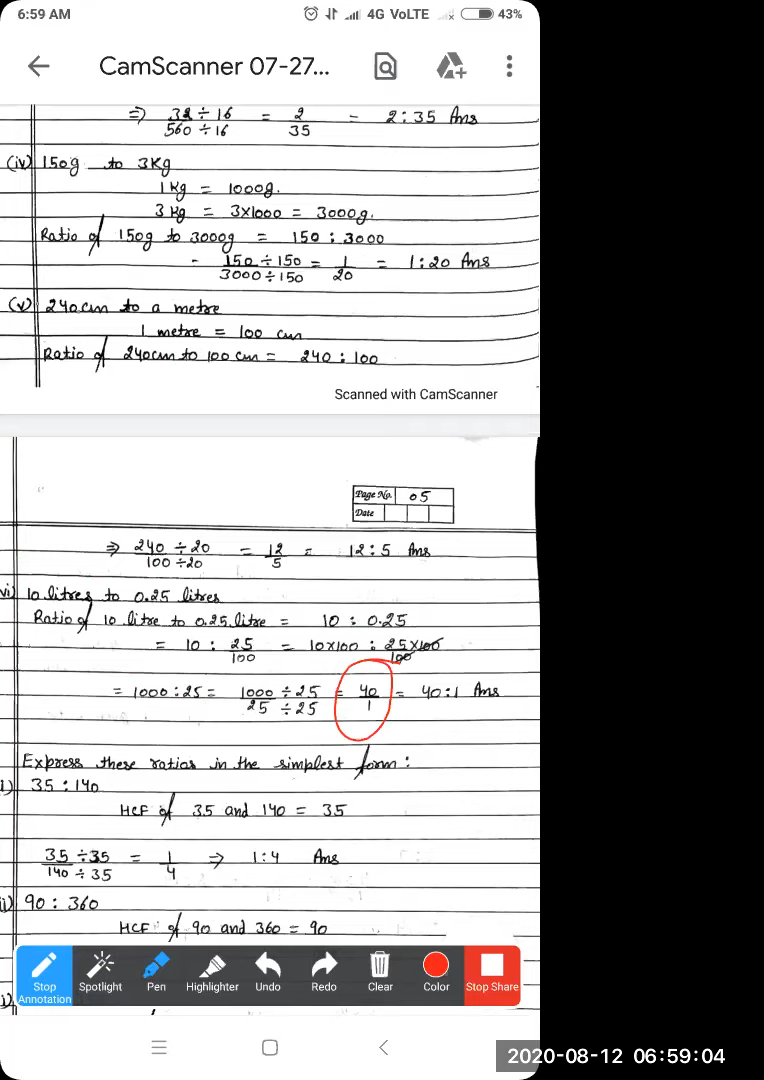 6:59 AM 4G VoLTE 43%
CamScanner 07-27...
⇒ 32 ÷ 16 / 560 ÷ 16 = 2/35 = 2:35 Ans
(iv) 150g to 3Kg
1 Kg = 1000g.
3 Kg = 3×1000 = 3000g.
Ratio of 150g to 3000g = 150 : 3000
- 150 ÷ 150 / 3000 ÷ 150 = 1/20 = 1:20 Ans
(v) 240cm to a metre
1 metre = 100 cm
Ratio of 240cm to 100 cm = 240 : 100
Scanned with CamScanner
Page No. 05
Date
⇒ 240 ÷ 20 / 100 ÷ 20 = 12/5 = 12:5 Ans
vi) 10 litres to 0.25 litres
Ratio of 10 litre to 0.25 litre = 10 : 0.25
= 10 : 25/100 = 10×100 : 25×100/100
= 1000:25 = 1000 ÷ 25 / 25 ÷ 25 = 40/1 = 40:1 Ans
Express these ratios in the simplest form :
i) 35 : 140
HCF of 35 and 140 = 35
35 ÷ 35 / 140 ÷ 35 = 1/4 ⇒ 1:4 Ans
ii) 90 : 360
HCF of 90 and 360 = 90
Stop Annotation Spotlight Pen Highlighter Undo Redo Clear Color Stop Share
2020-08-12 06:59:04